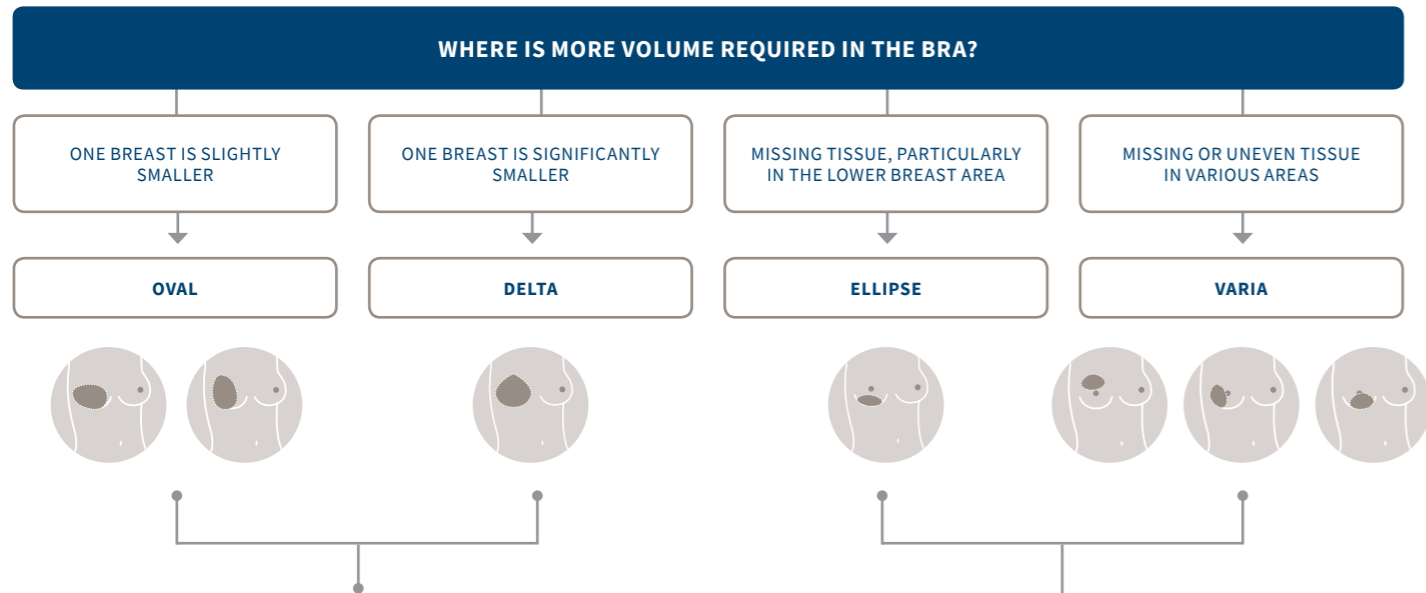 WHERE IS MORE VOLUME REQUIRED IN THE BRA?
ONE BREAST IS SLIGHTLY
SMALLER
ONE BREAST IS SIGNIFICANTLY
SMALLER
MISSING TISSUE, PARTICULARLY
IN THE LOWER BREAST AREA
MISSING OR UNEVEN TISSUE
IN VARIOUS AREAS
OVAL
DELTA
ELLIPSE
VARIA